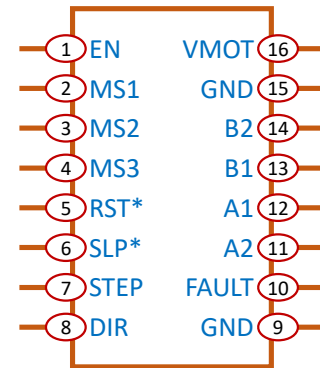 1 EN VMOT 16
2 MS1 GND 15
3 MS2 B2 14
4 MS3 B1 13
5 RST* A1 12
6 SLP* A2 11
7 STEP FAULT 10
8 DIR GND 9